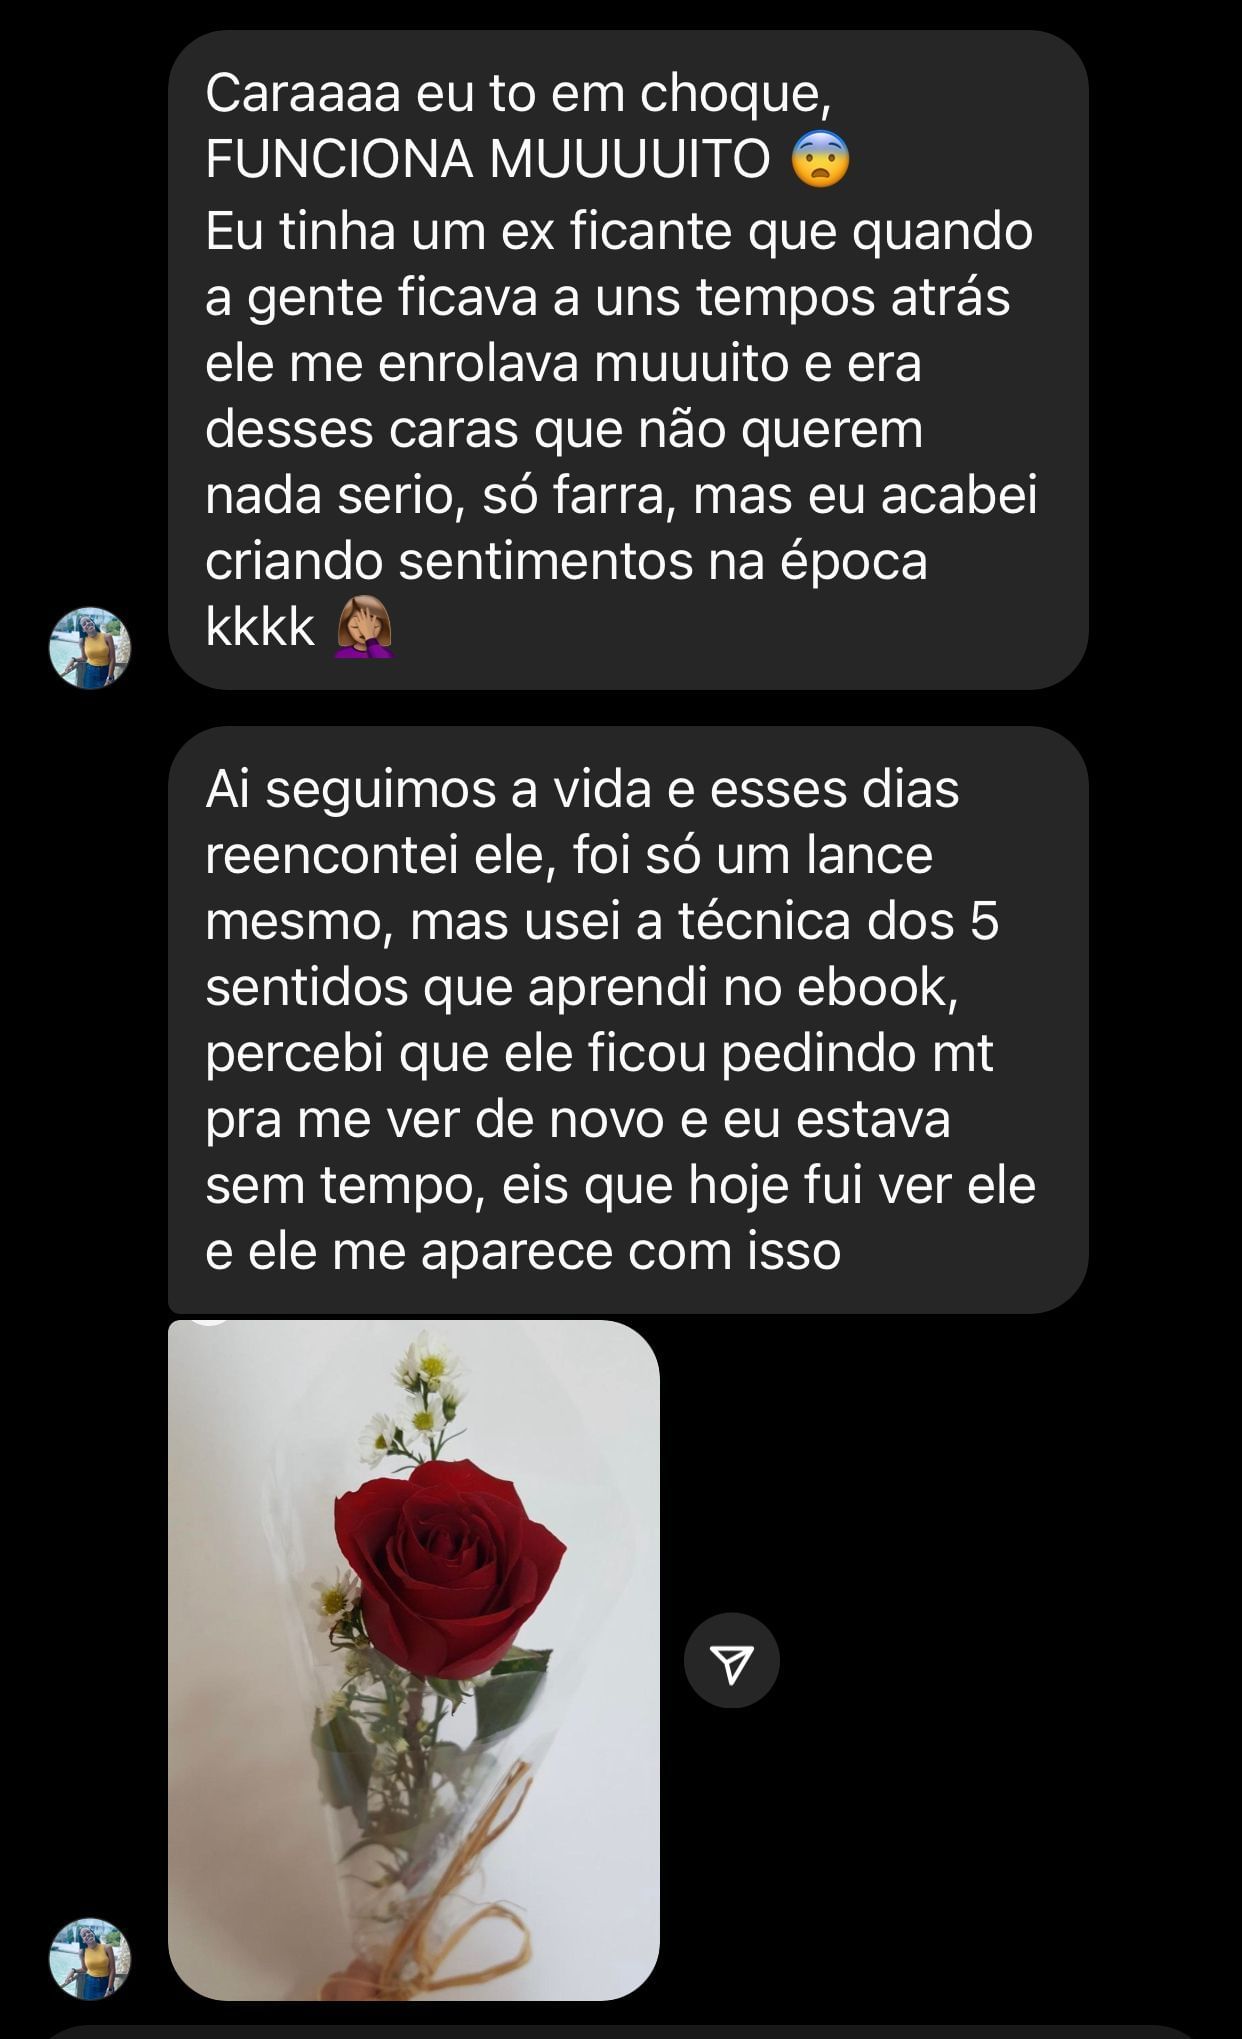 Caraaaa eu to em choque,
FUNCIONA MUUUUITO 😨
Eu tinha um ex ficante que quando
a gente ficava a uns tempos atrás
ele me enrolava muuuito e era
desses caras que não querem
nada serio, só farra, mas eu acabei
criando sentimentos na época
kkkk 🤦🏽‍♀️
Ai seguimos a vida e esses dias
reencontei ele, foi só um lance
mesmo, mas usei a técnica dos 5
sentidos que aprendi no ebook,
percebi que ele ficou pedindo mt
pra me ver de novo e eu estava
sem tempo, eis que hoje fui ver ele
e ele me aparece com isso